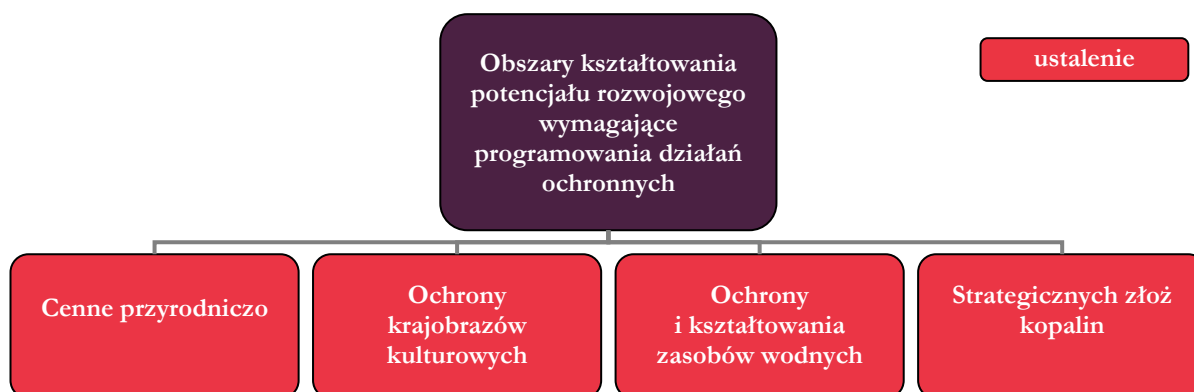 Obszary kształtowania
potencjału rozwojowego
wymagające
programowania działań
ochronnych
ustalenie
Cenne przyrodniczo
Ochrony
krajobrazów
kulturowych
Ochrony
i kształtowania
zasobów wodnych
Strategicznych złoż
kopalin